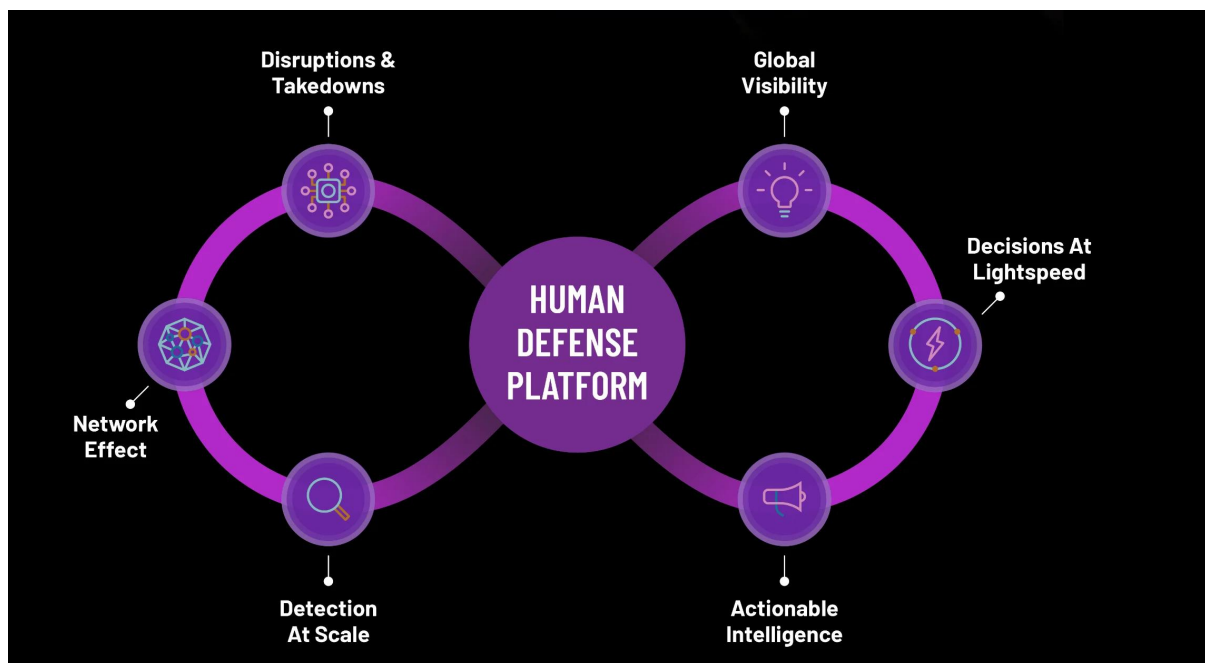 Disruptions &
Takedowns
Global
Visibility
Decisions At
Lightspeed
HUMAN
DEFENSE
PLATFORM
Network
Effect
Detection
At Scale
Actionable
Intelligence